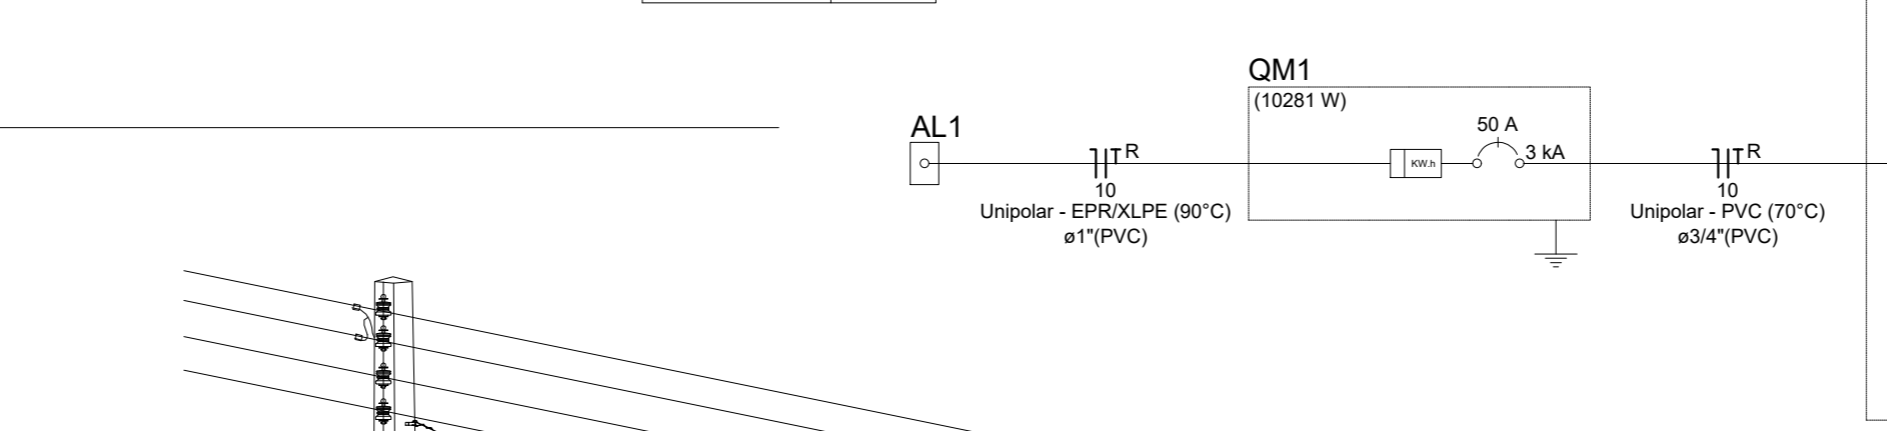 QM1
(10281 W)
AL1
R
10
Unipolar - EPR/XLPE (90°C)
ø1"(PVC)
KW.h
50 A
3 kA
R
10
Unipolar - PVC (70°C)
ø3/4"(PVC)